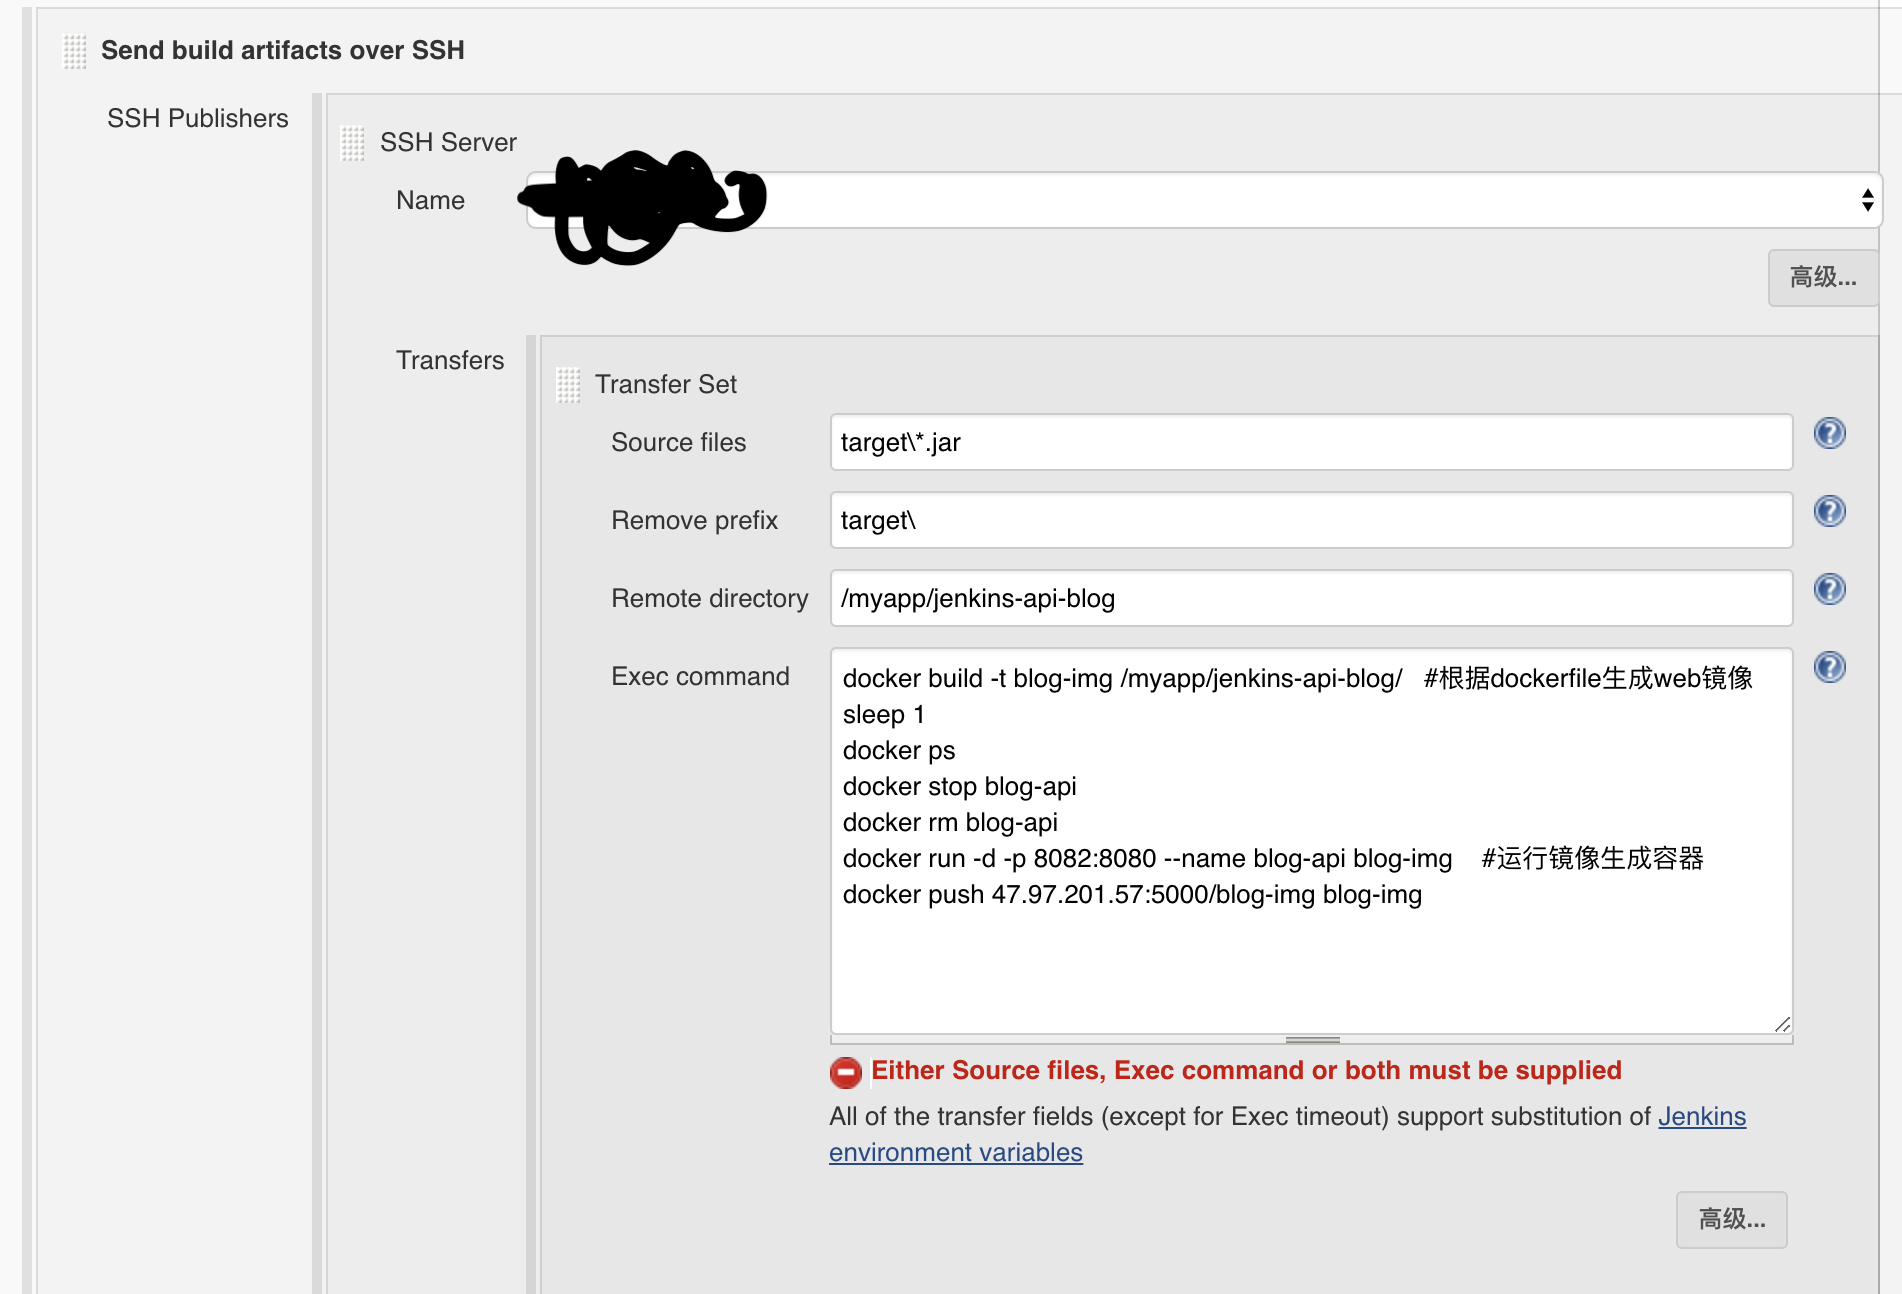 Send build artifacts over SSH
SSH Publishers
SSH Server
Name
高级...
Transfers
Transfer Set
Source files
target\*.jar
Remove prefix
target\
Remote directory
/myapp/jenkins-api-blog
Exec command
docker build -t blog-img /myapp/jenkins-api-blog/   #根据dockerfile生成web镜像
sleep 1
docker ps
docker stop blog-api
docker rm blog-api
docker run -d -p 8082:8080 --name blog-api blog-img    #运行镜像生成容器
docker push 47.97.201.57:5000/blog-img blog-img
Either Source files, Exec command or both must be supplied
All of the transfer fields (except for Exec timeout) support substitution of Jenkins
environment variables
高级...